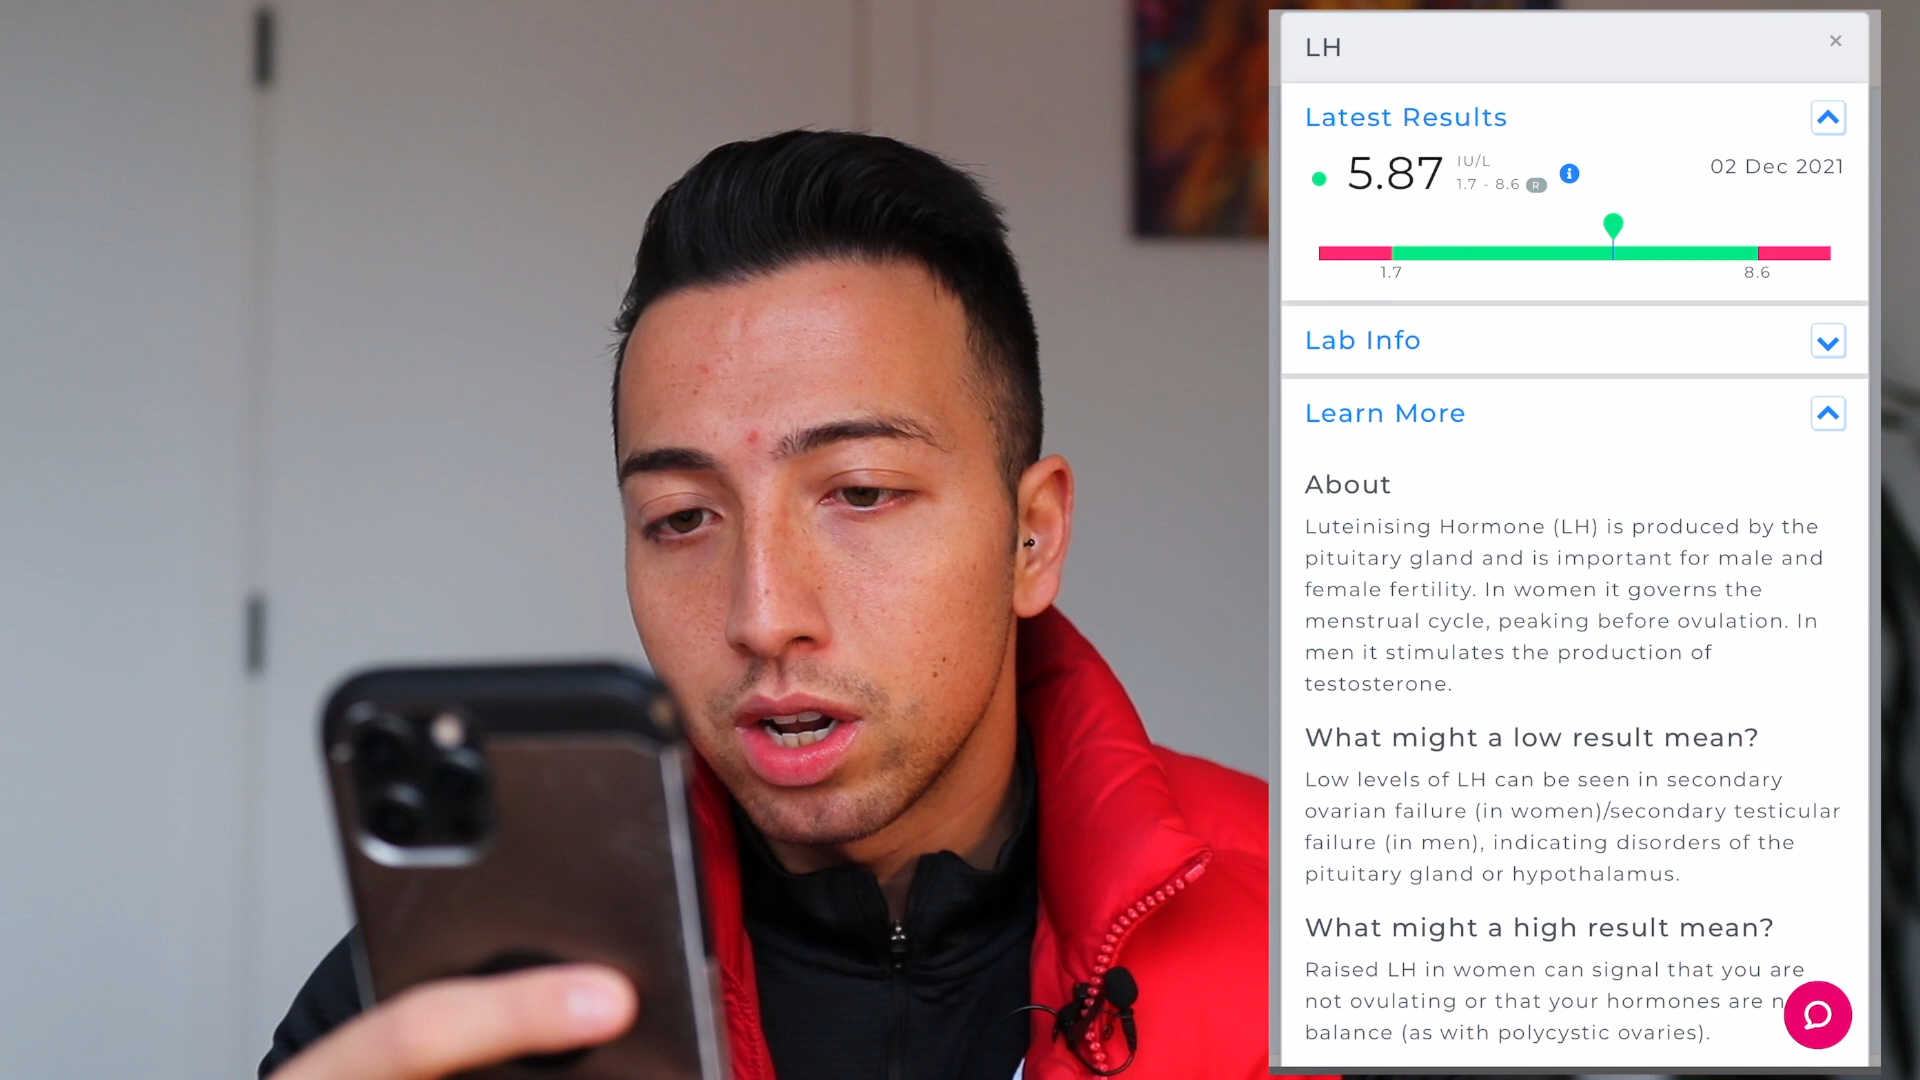 LH
Latest Results
5.87 IU/L
1.7 - 8.6 R i
02 Dec 2021
1.7 8.6
Lab Info
Learn More
About
Luteinising Hormone (LH) is produced by the
pituitary gland and is important for male and
female fertility. In women it governs the
menstrual cycle, peaking before ovulation. In
men it stimulates the production of
testosterone.
What might a low result mean?
Low levels of LH can be seen in secondary
ovarian failure (in women)/secondary testicular
failure (in men), indicating disorders of the
pituitary gland or hypothalamus.
What might a high result mean?
Raised LH in women can signal that you are
not ovulating or that your hormones are
balance (as with polycystic ovaries).